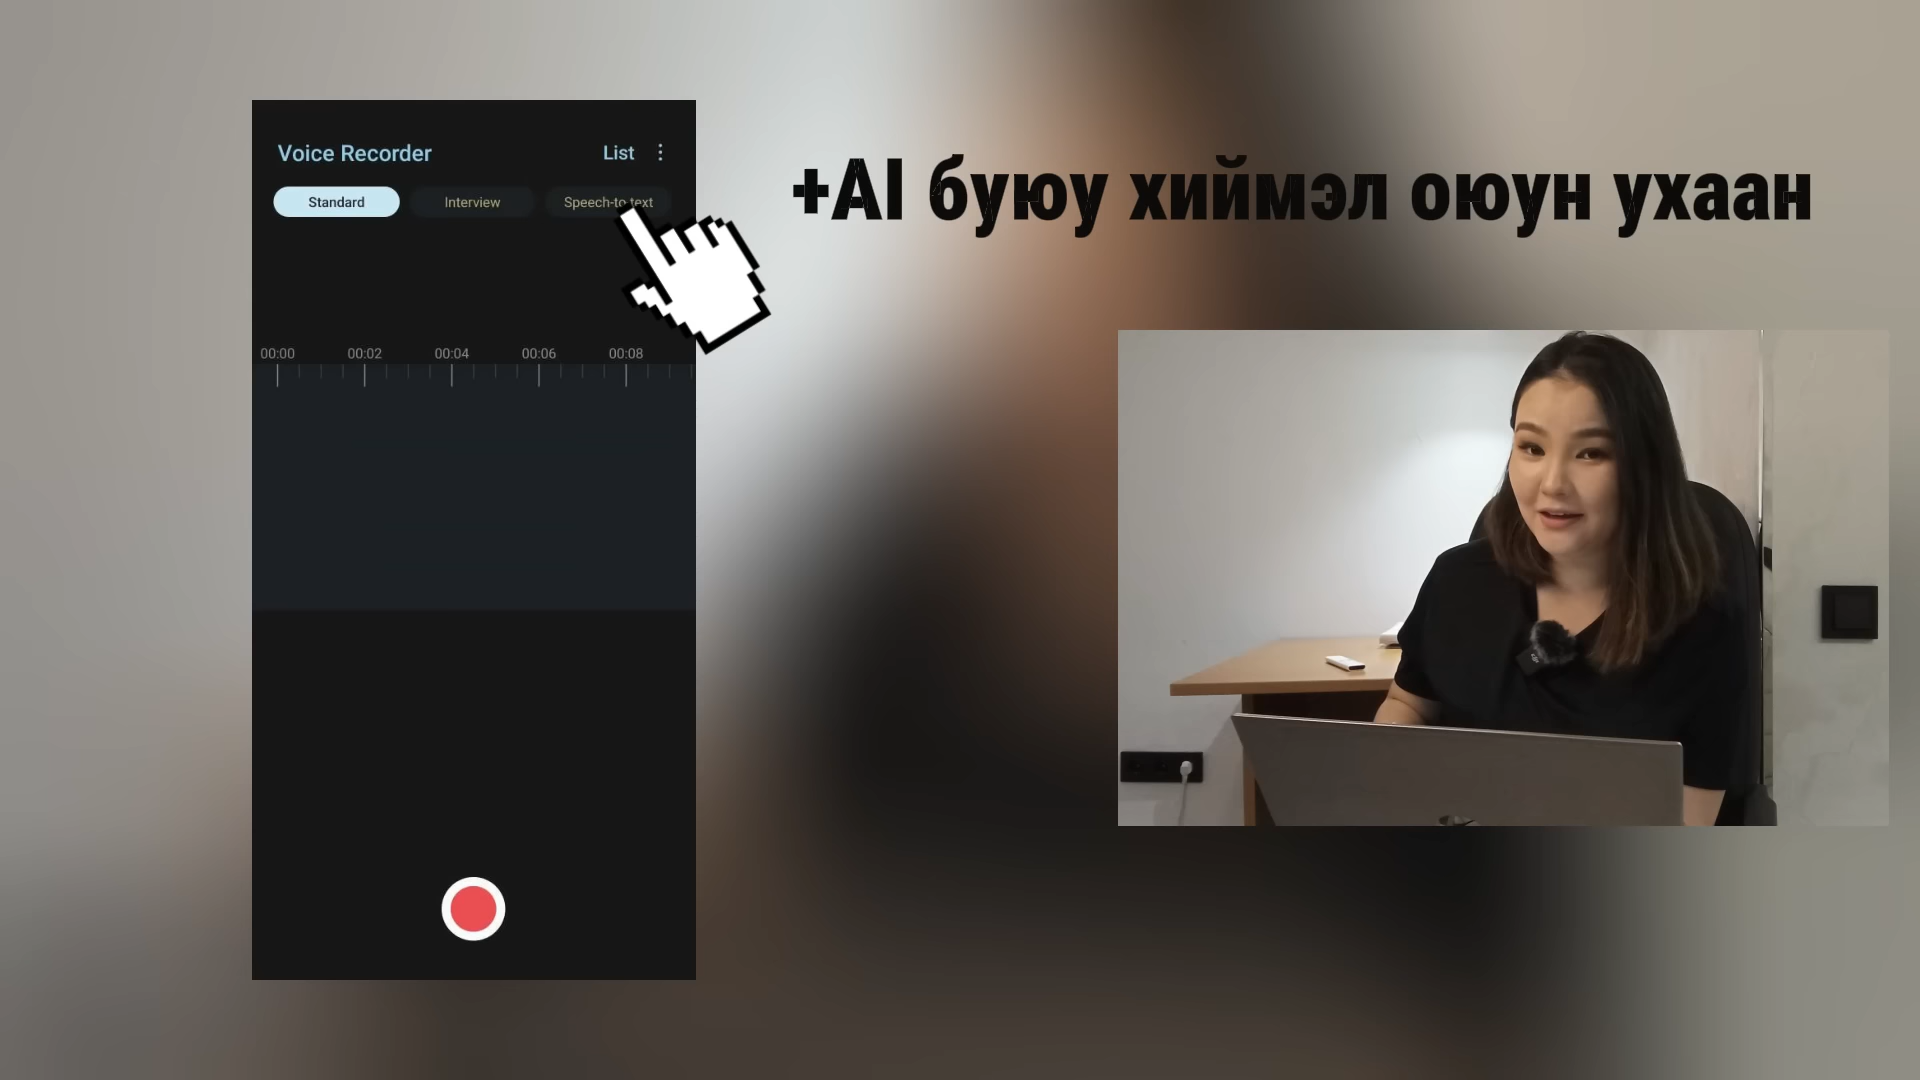 Voice Recorder
List
Standard
Interview
Speech-to text
00:00
00:02
00:04
00:06
00:08
+AI буюу хиймэл оюун ухаан